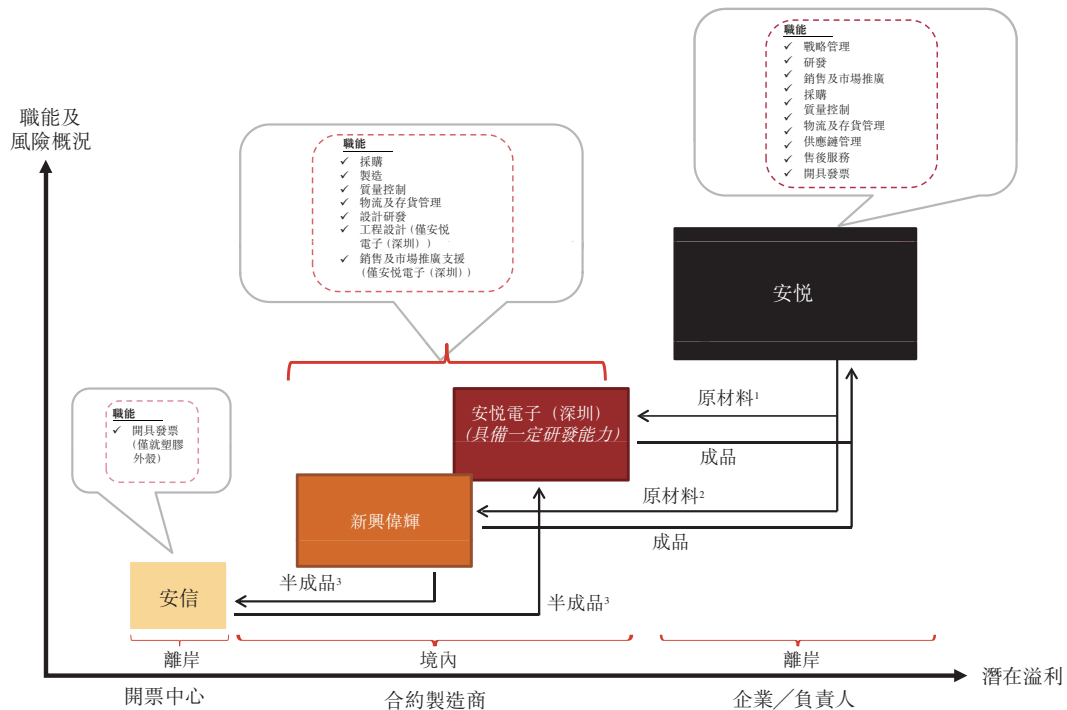 職能及
風險概況
職能
✓ 戰略管理
✓ 研發
✓ 銷售及市場推廣
✓ 採購
✓ 質量控制
✓ 物流及存貨管理
✓ 供應鏈管理
✓ 售後服務
✓ 開具發票
職能
✓ 採購
✓ 製造
✓ 質量控制
✓ 物流及存貨管理
✓ 設計研發
✓ 工程設計(僅安悦
電子(深圳))
✓ 銷售及市場推廣支援
(僅安悦電子(深圳))
安悦
職能
✓ 開具發票
(僅就塑膠
外殼)
安悦電子(深圳)
(具備一定研發能力)
原材料¹
成品
新興偉輝
原材料²
成品
安信
半成品³
半成品³
離岸
境內
離岸
潛在溢利
開票中心
合約製造商
企業╱負責人